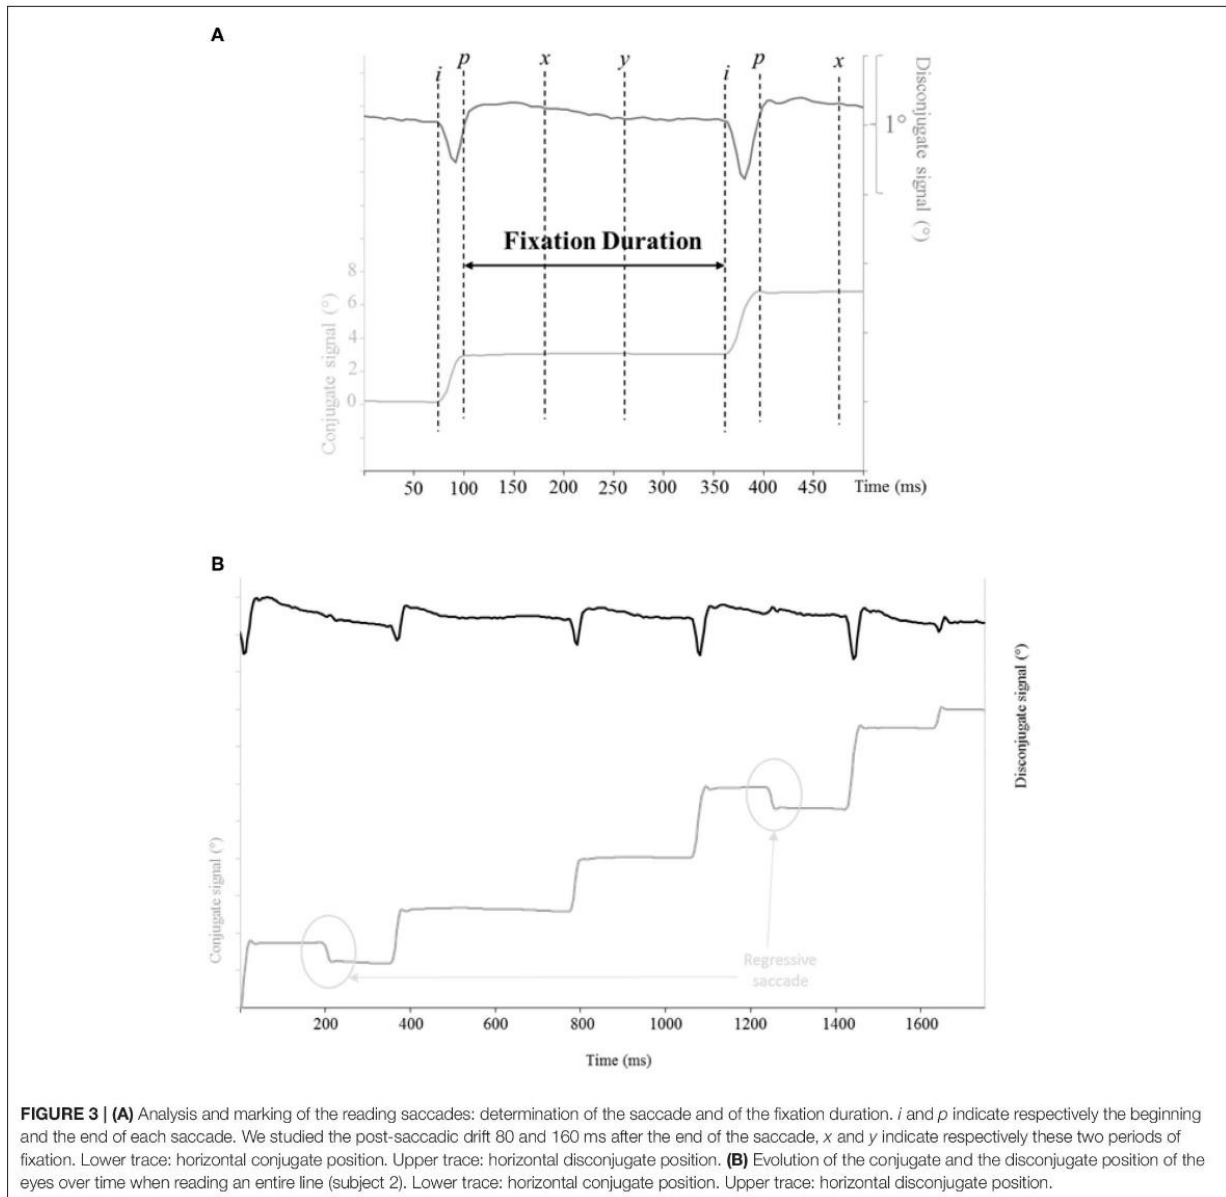 A
i
p
x
y
i
p
x
1°
Disconjugate signal (°)
Fixation Duration
8
6
4
2
0
Conjugate signal (°)
50 100 150 200 250 300 350 400 450 Time (ms)
B
Disconjugate signal (°)
Conjugate signal (°)
Regressive
saccade
200 400 600 800 1000 1200 1400 1600
Time (ms)
FIGURE 3 | (A) Analysis and marking of the reading saccades: determination of the saccade and of the fixation duration. i and p indicate respectively the beginning
and the end of each saccade. We studied the post-saccadic drift 80 and 160 ms after the end of the saccade, x and y indicate respectively these two periods of
fixation. Lower trace: horizontal conjugate position. Upper trace: horizontal disconjugate position. (B) Evolution of the conjugate and the disconjugate position of the
eyes over time when reading an entire line (subject 2). Lower trace: horizontal conjugate position. Upper trace: horizontal disconjugate position.